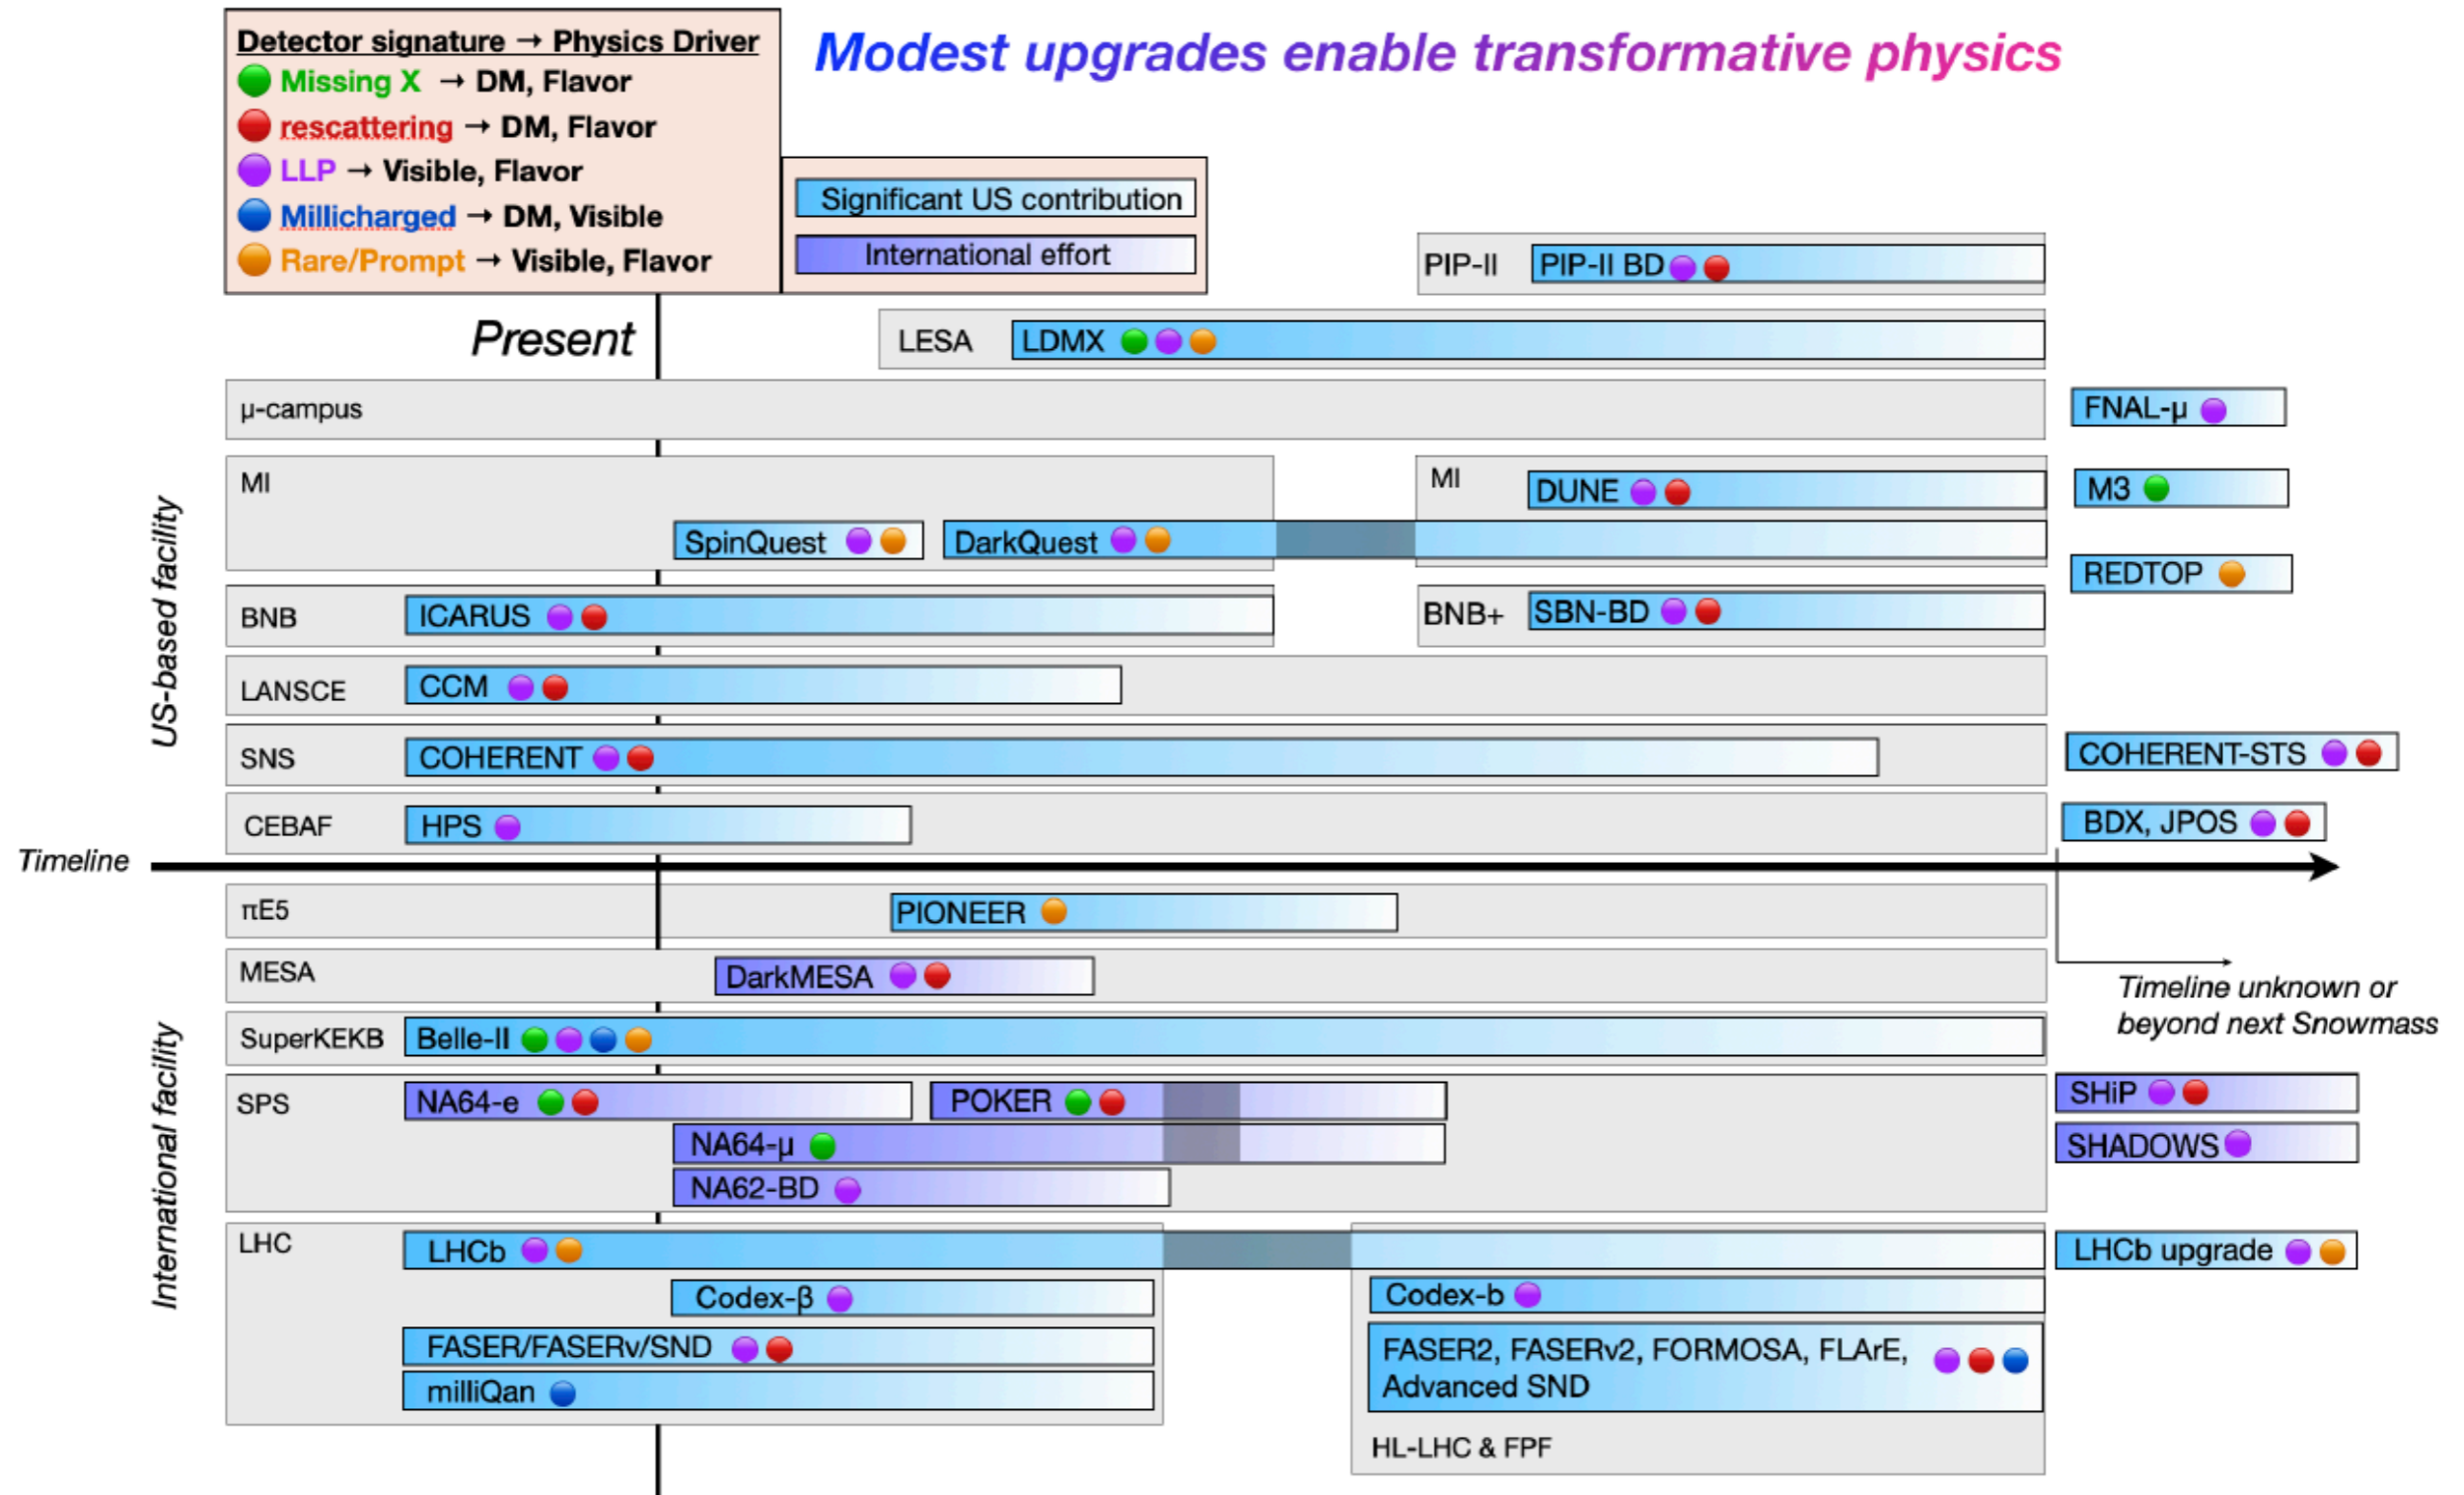 Modest upgrades enable transformative physics
Detector signature → Physics Driver
Missing X → DM, Flavor
rescattering → DM, Flavor
LLP → Visible, Flavor
Millicharged → DM, Visible
Rare/Prompt → Visible, Flavor
Significant US contribution
International effort
PIP-II PIP-II BD
Present
LESA LDMX
μ-campus FNAL-μ
MI MI DUNE M3
SpinQuest DarkQuest
REDTOP
BNB ICARUS BNB+ SBN-BD
LANSCE CCM
SNS COHERENT COHERENT-STS
CEBAF HPS BDX, JPOS
US-based facility
Timeline
πE5 PIONEER
MESA DarkMESA
Timeline unknown or
beyond next Snowmass
SuperKEKB Belle-II
SPS NA64-e POKER SHiP
NA64-μ SHADOWS
NA62-BD
International facility
LHC LHCb LHCb upgrade
Codex-β Codex-b
FASER/FASERν/SND FASER2, FASERν2, FORMOSA, FLArE,
Advanced SND
milliQan
HL-LHC & FPF